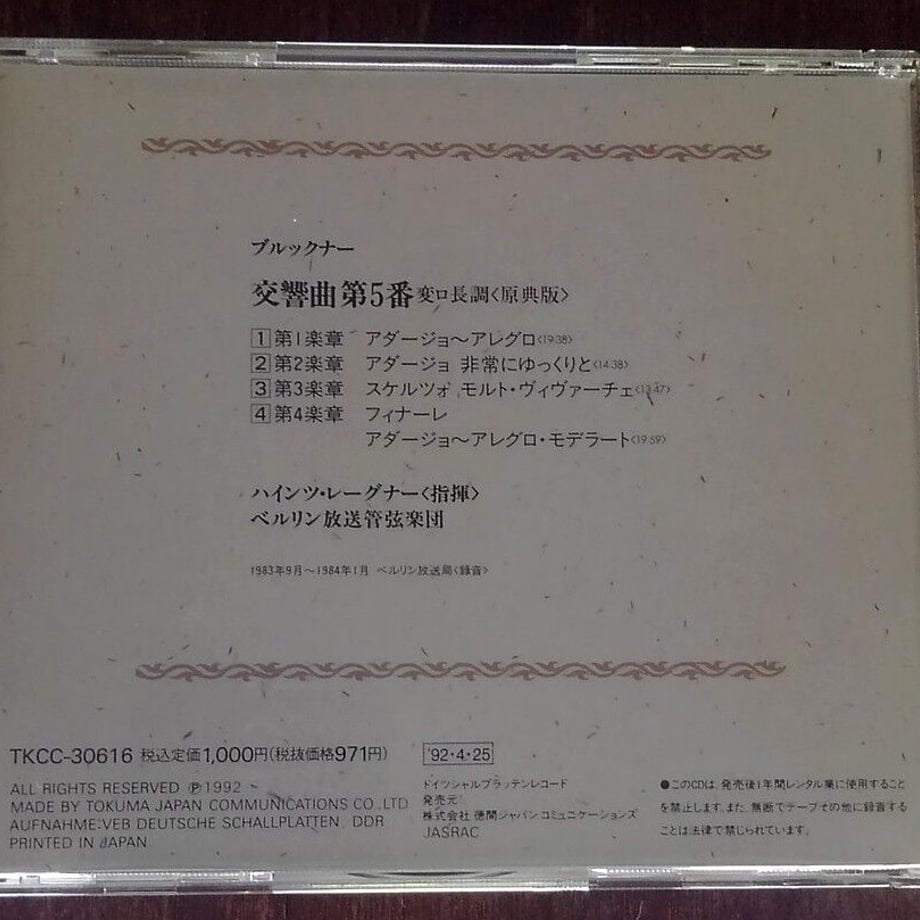 ブルックナー
交響曲第5番変ロ長調〈原典版〉
1 第1楽章 アダージョ〜アレグロ〈19:38〉
2 第2楽章 アダージョ 非常にゆっくりと〈14:38〉
3 第3楽章 スケルツォ モルト・ヴィヴァーチェ〈13:47〉
4 第4楽章 フィナーレ
アダージョ〜アレグロ・モデラート〈19:59〉
ハインツ・レーグナー〈指揮〉
ベルリン放送管弦楽団
1983年9月〜1984年1月 ベルリン放送局〈録音〉
TKCC-30616 税込定価1,000円(税抜価格971円)
'92・4・25
ALL RIGHTS RESERVED ℗1992
MADE BY TOKUMA JAPAN COMMUNICATIONS CO.,LTD
AUFNAHME:VEB DEUTSCHE SCHALLPLATTEN, DDR
PRINTED IN JAPAN
ドイツシャルプラッテンレコード
発売元
株式会社 徳間ジャパンコミュニケーションズ
JASRAC
●このCDは、発売後1年間レンタル業に使用すること
を禁止します。また、無断でテープその他に録音する
ことは法律で禁じられています。